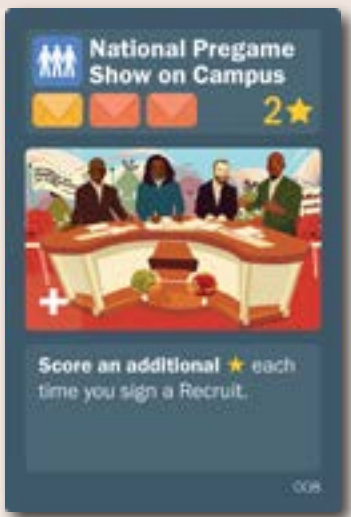 National Pregame
Show on Campus
2
Score an additional ★ each
time you sign a Recruit.
008